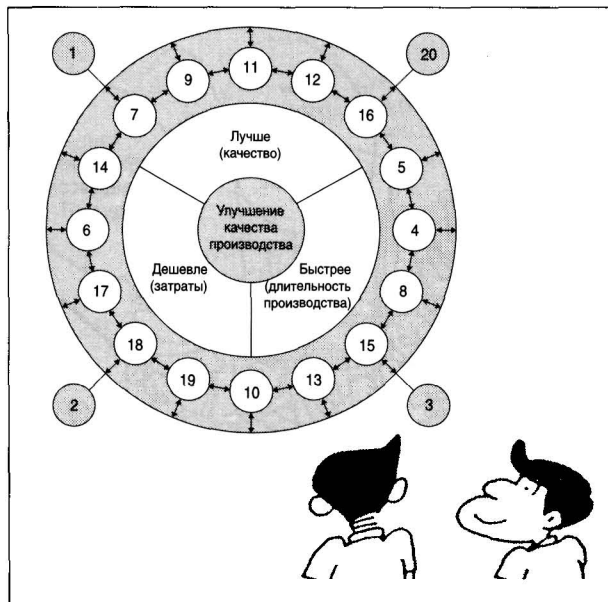 1
20
11
9
12
7
16
14
5
6
4
17
8
18
15
19
13
10
2
3
Лучше
(качество)
Улучшение
качества
производства
Дешевле
(затраты)
Быстрее
(длительность
производства)